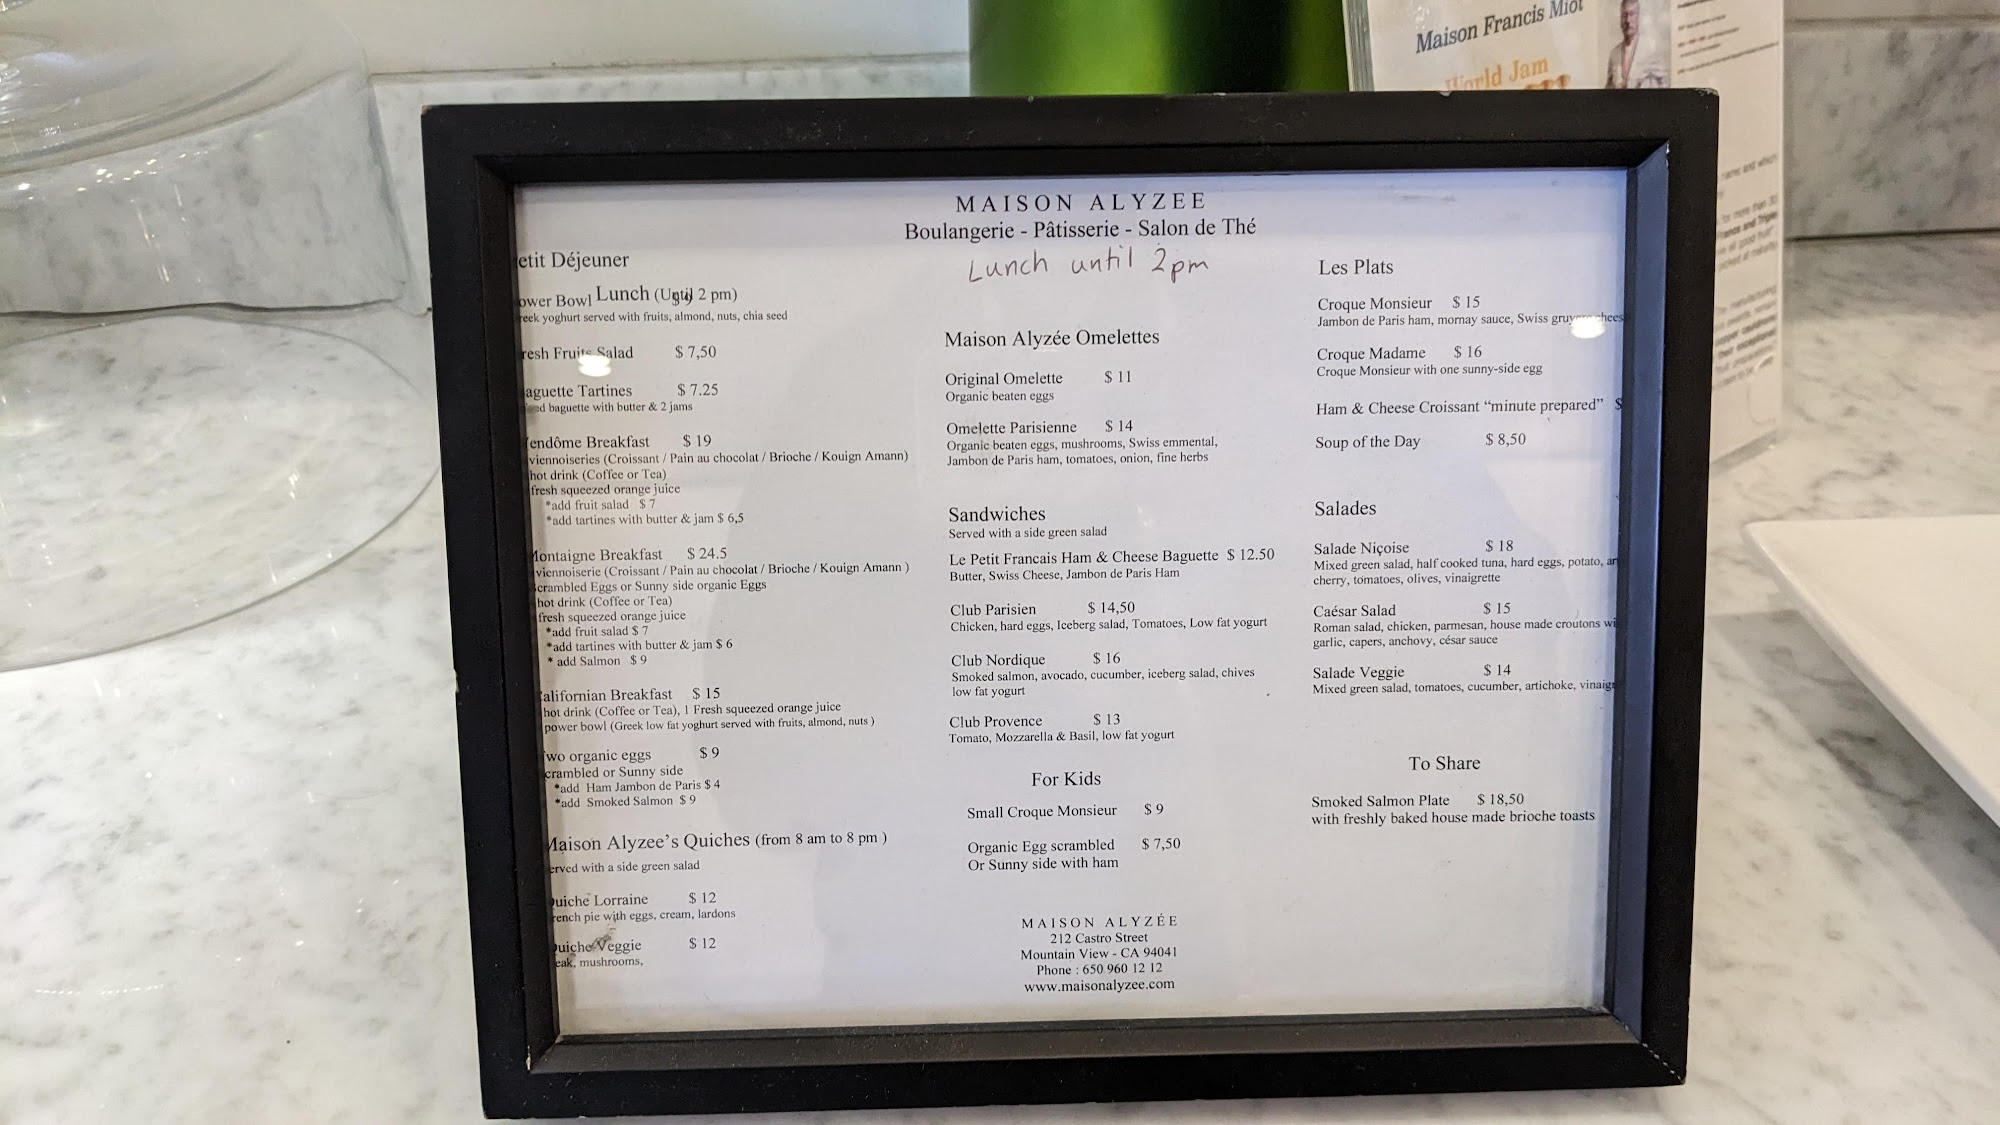 Maison Francis Miot
World Jam
MAISON ALYZEE
Boulangerie - Pâtisserie - Salon de Thé
Lunch until 2pm
etit Déjeuner
ower Bowl Lunch (Until 2 pm)
reek yoghurt served with fruits, almond, nuts, chia seed
resh Fruits Salad $ 7,50
aguette Tartines $ 7.25
ed baguette with butter & 2 jams
endôme Breakfast $ 19
viennoiseries (Croissant / Pain au chocolat / Brioche / Kouign Amann)
hot drink (Coffee or Tea)
fresh squeezed orange juice
*add fruit salad $ 7
*add tartines with butter & jam $ 6,5
Montaigne Breakfast $ 24.5
viennoiserie (Croissant / Pain au chocolat / Brioche / Kouign Amann )
Scrambled Eggs or Sunny side organic Eggs
hot drink (Coffee or Tea)
fresh squeezed orange juice
*add fruit salad $ 7
*add tartines with butter & jam $ 6
* add Salmon $ 9
alifornian Breakfast $ 15
hot drink (Coffee or Tea), 1 Fresh squeezed orange juice
power bowl (Greek low fat yoghurt served with fruits, almond, nuts )
wo organic eggs $ 9
crambled or Sunny side
*add Ham Jambon de Paris $ 4
*add Smoked Salmon $ 9
Maison Alyzee's Quiches (from 8 am to 8 pm )
erved with a side green salad
uiche Lorraine $ 12
rench pie with eggs, cream, lardons
uiche Veggie $ 12
eak, mushrooms,
Maison Alyzée Omelettes
Original Omelette $ 11
Organic beaten eggs
Omelette Parisienne $ 14
Organic beaten eggs, mushrooms, Swiss emmental,
Jambon de Paris ham, tomatoes, onion, fine herbs
Sandwiches
Served with a side green salad
Le Petit Francais Ham & Cheese Baguette $ 12.50
Butter, Swiss Cheese, Jambon de Paris Ham
Club Parisien $ 14,50
Chicken, hard eggs, Iceberg salad, Tomatoes, Low fat yogurt
Club Nordique $ 16
Smoked salmon, avocado, cucumber, iceberg salad, chives
low fat yogurt
Club Provence $ 13
Tomato, Mozzarella & Basil, low fat yogurt
For Kids
Small Croque Monsieur $ 9
Organic Egg scrambled $ 7,50
Or Sunny side with ham
MAISON ALYZÉE
212 Castro Street
Mountain View - CA 94041
Phone : 650 960 12 12
www.maisonalyzee.com
Les Plats
Croque Monsieur $ 15
Jambon de Paris ham, mornay sauce, Swiss gruyere chees
Croque Madame $ 16
Croque Monsieur with one sunny-side egg
Ham & Cheese Croissant “minute prepared” $
Soup of the Day $ 8,50
Salades
Salade Niçoise $ 18
Mixed green salad, half cooked tuna, hard eggs, potato, an
cherry, tomatoes, olives, vinaigrette
Caésar Salad $ 15
Roman salad, chicken, parmesan, house made croutons wi
garlic, capers, anchovy, césar sauce
Salade Veggie $ 14
Mixed green salad, tomatoes, cucumber, artichoke, vinaigr
To Share
Smoked Salmon Plate $ 18,50
with freshly baked house made brioche toasts